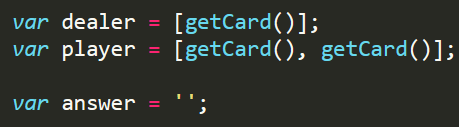 var dealer = [getCard()];
var player = [getCard(), getCard()];
var answer = '';